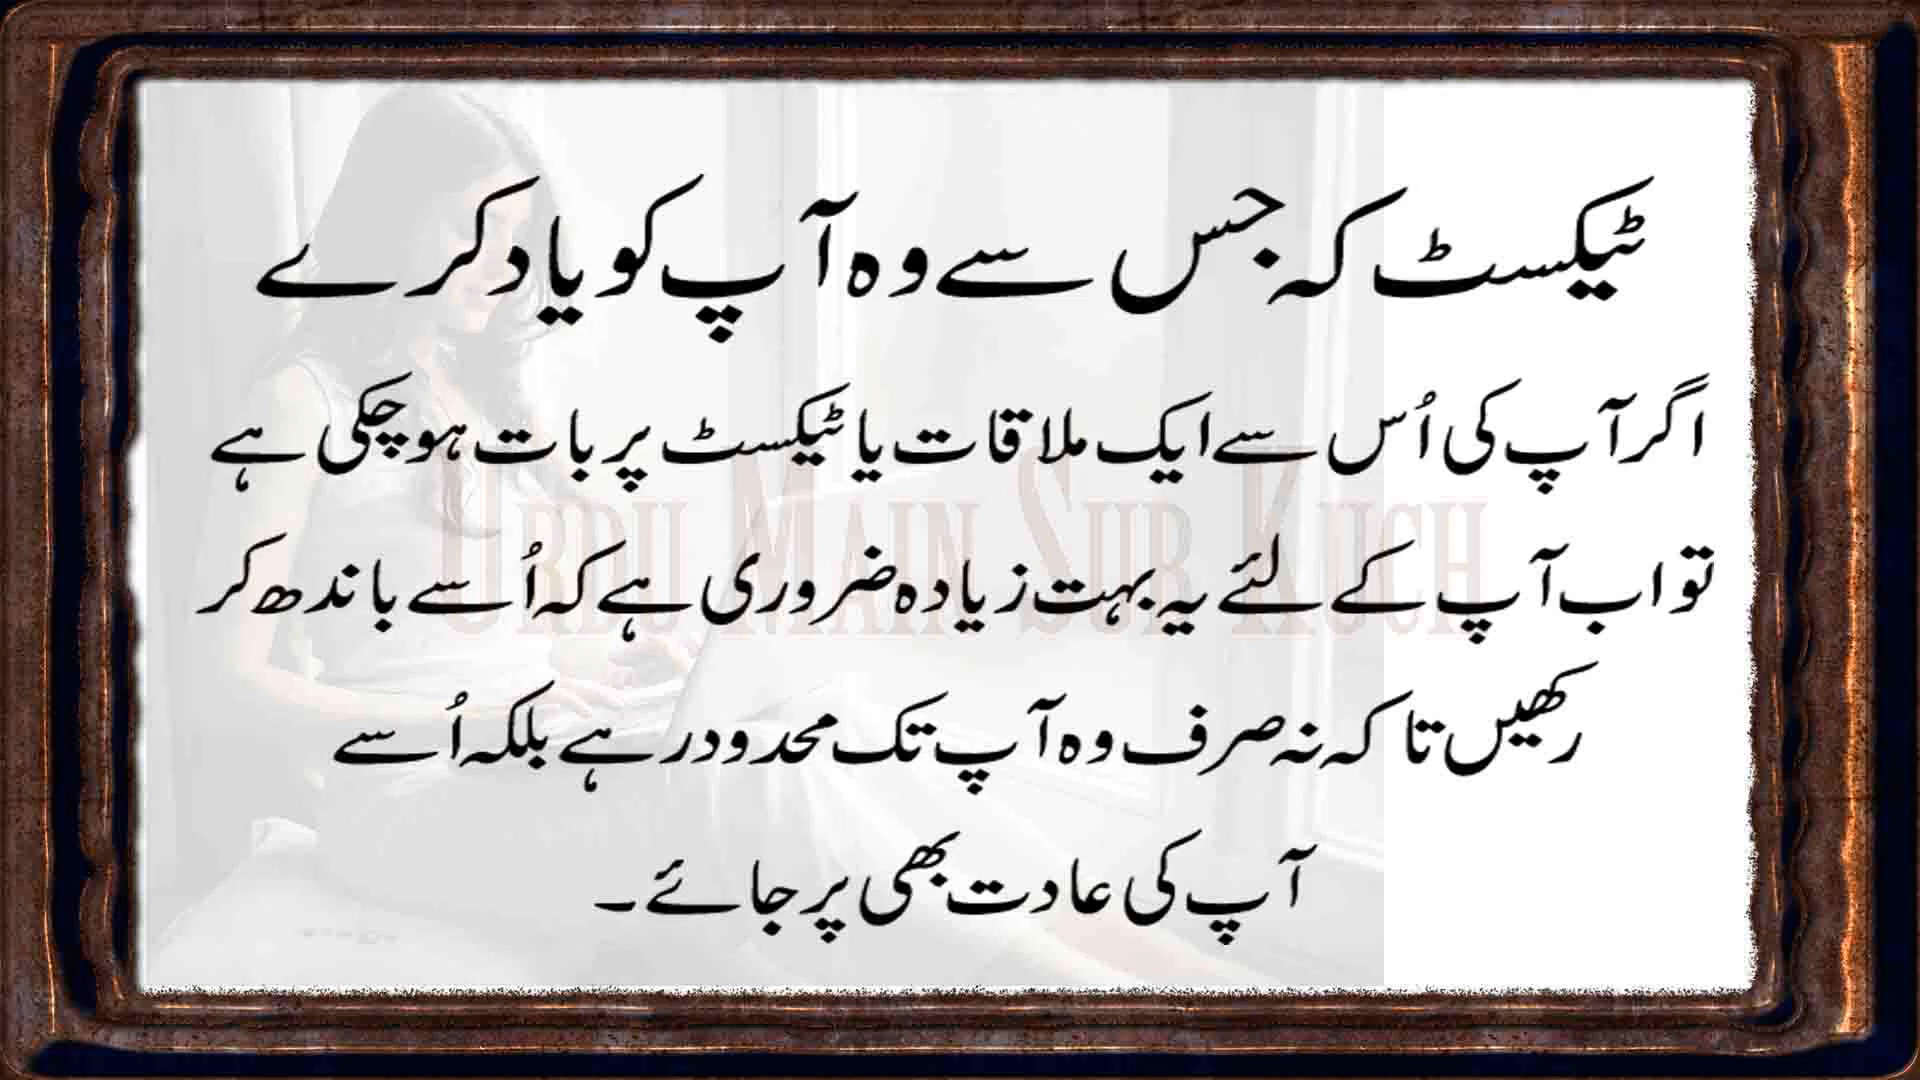 ٹیکسٹ کہ جس سے وہ آپ کو یاد کرے
اگر آپ کی اُس سے ایک ملاقات یا ٹیکسٹ پر بات ہو چکی ہے
تو اب آپ کے لئے یہ بہت زیادہ ضروری ہے کہ اُسے باندھ کر
رکھیں تا کہ نہ صرف وہ آپ تک محدود رہے بلکہ اُسے
آپ کی عادت بھی پر جائے۔
Urdu Main Sub Kuch